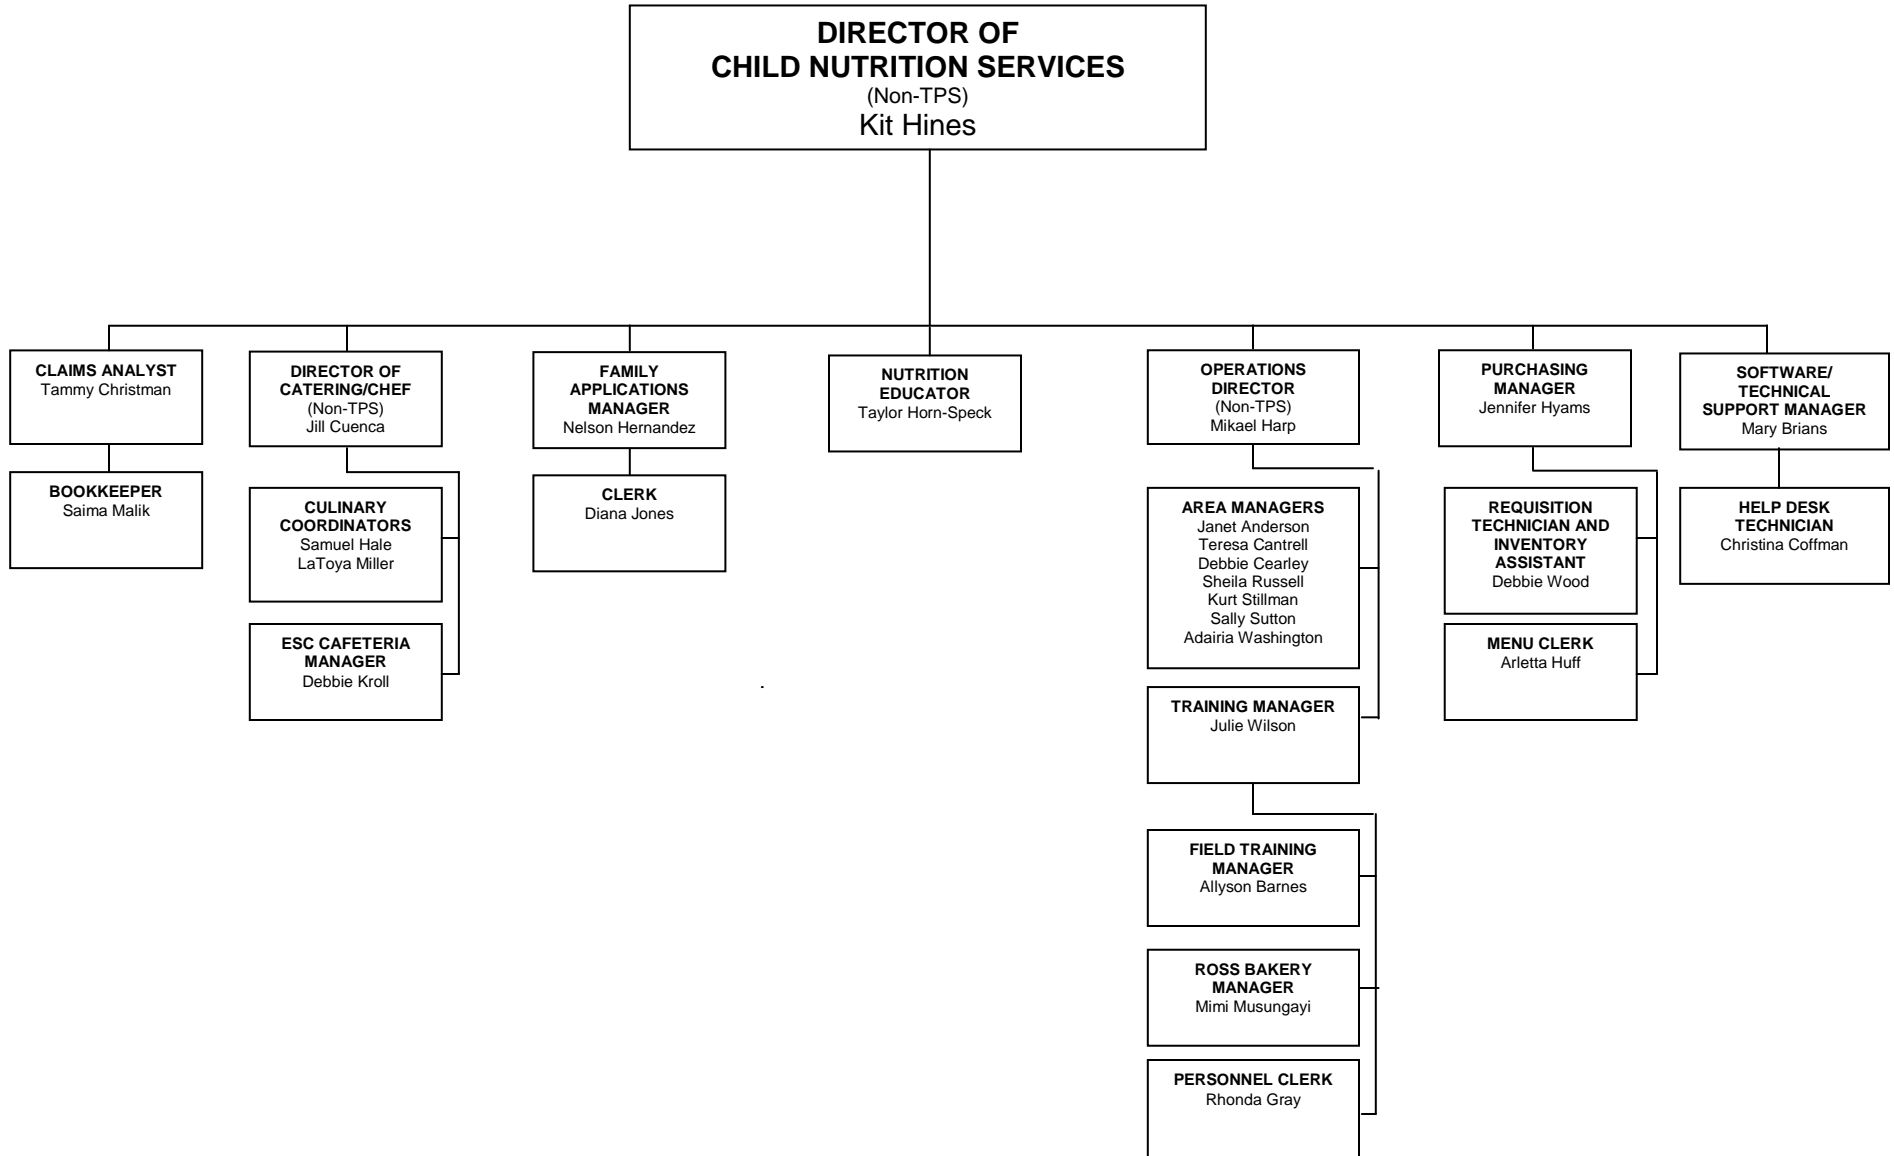 DIRECTOR OF
CHILD NUTRITION SERVICES
(Non-TPS)
Kit Hines
CLAIMS ANALYST
Tammy Christman
DIRECTOR OF
CATERING/CHEF
(Non-TPS)
Jill Cuenca
FAMILY
APPLICATIONS
MANAGER
Nelson Hernandez
NUTRITION
EDUCATOR
Taylor Horn-Speck
OPERATIONS
DIRECTOR
(Non-TPS)
Mikael Harp
PURCHASING
MANAGER
Jennifer Hyams
SOFTWARE/
TECHNICAL
SUPPORT MANAGER
Mary Brians
BOOKKEEPER
Saima Malik
CULINARY
COORDINATORS
Samuel Hale
LaToya Miller
CLERK
Diana Jones
AREA MANAGERS
Janet Anderson
Teresa Cantrell
Debbie Cearley
Sheila Russell
Kurt Stillman
Sally Sutton
Adairia Washington
REQUISITION
TECHNICIAN AND
INVENTORY
ASSISTANT
Debbie Wood
HELP DESK
TECHNICIAN
Christina Coffman
ESC CAFETERIA
MANAGER
Debbie Kroll
MENU CLERK
Arletta Huff
TRAINING MANAGER
Julie Wilson
FIELD TRAINING
MANAGER
Allyson Barnes
ROSS BAKERY
MANAGER
Mimi Musungayi
PERSONNEL CLERK
Rhonda Gray